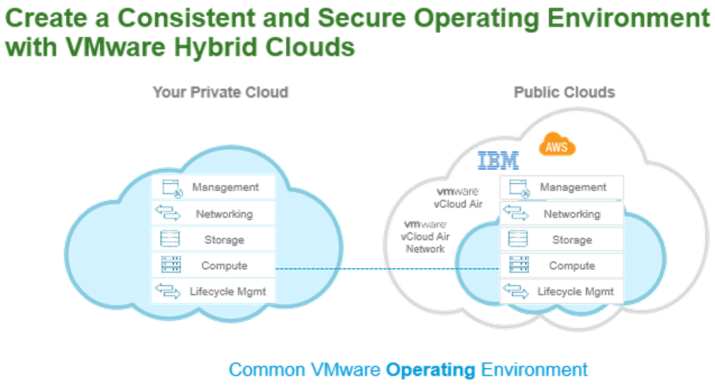 Create a Consistent and Secure Operating Environment
with VMware Hybrid Clouds
Your Private Cloud
Management
Networking
Storage
Compute
Lifecycle Mgmt
Public Clouds
AWS
IBM
vmware
vCloud Air
vmware
vCloud Air
Network
Management
Networking
Storage
Compute
Lifecycle Mgmt
Common VMware Operating Environment